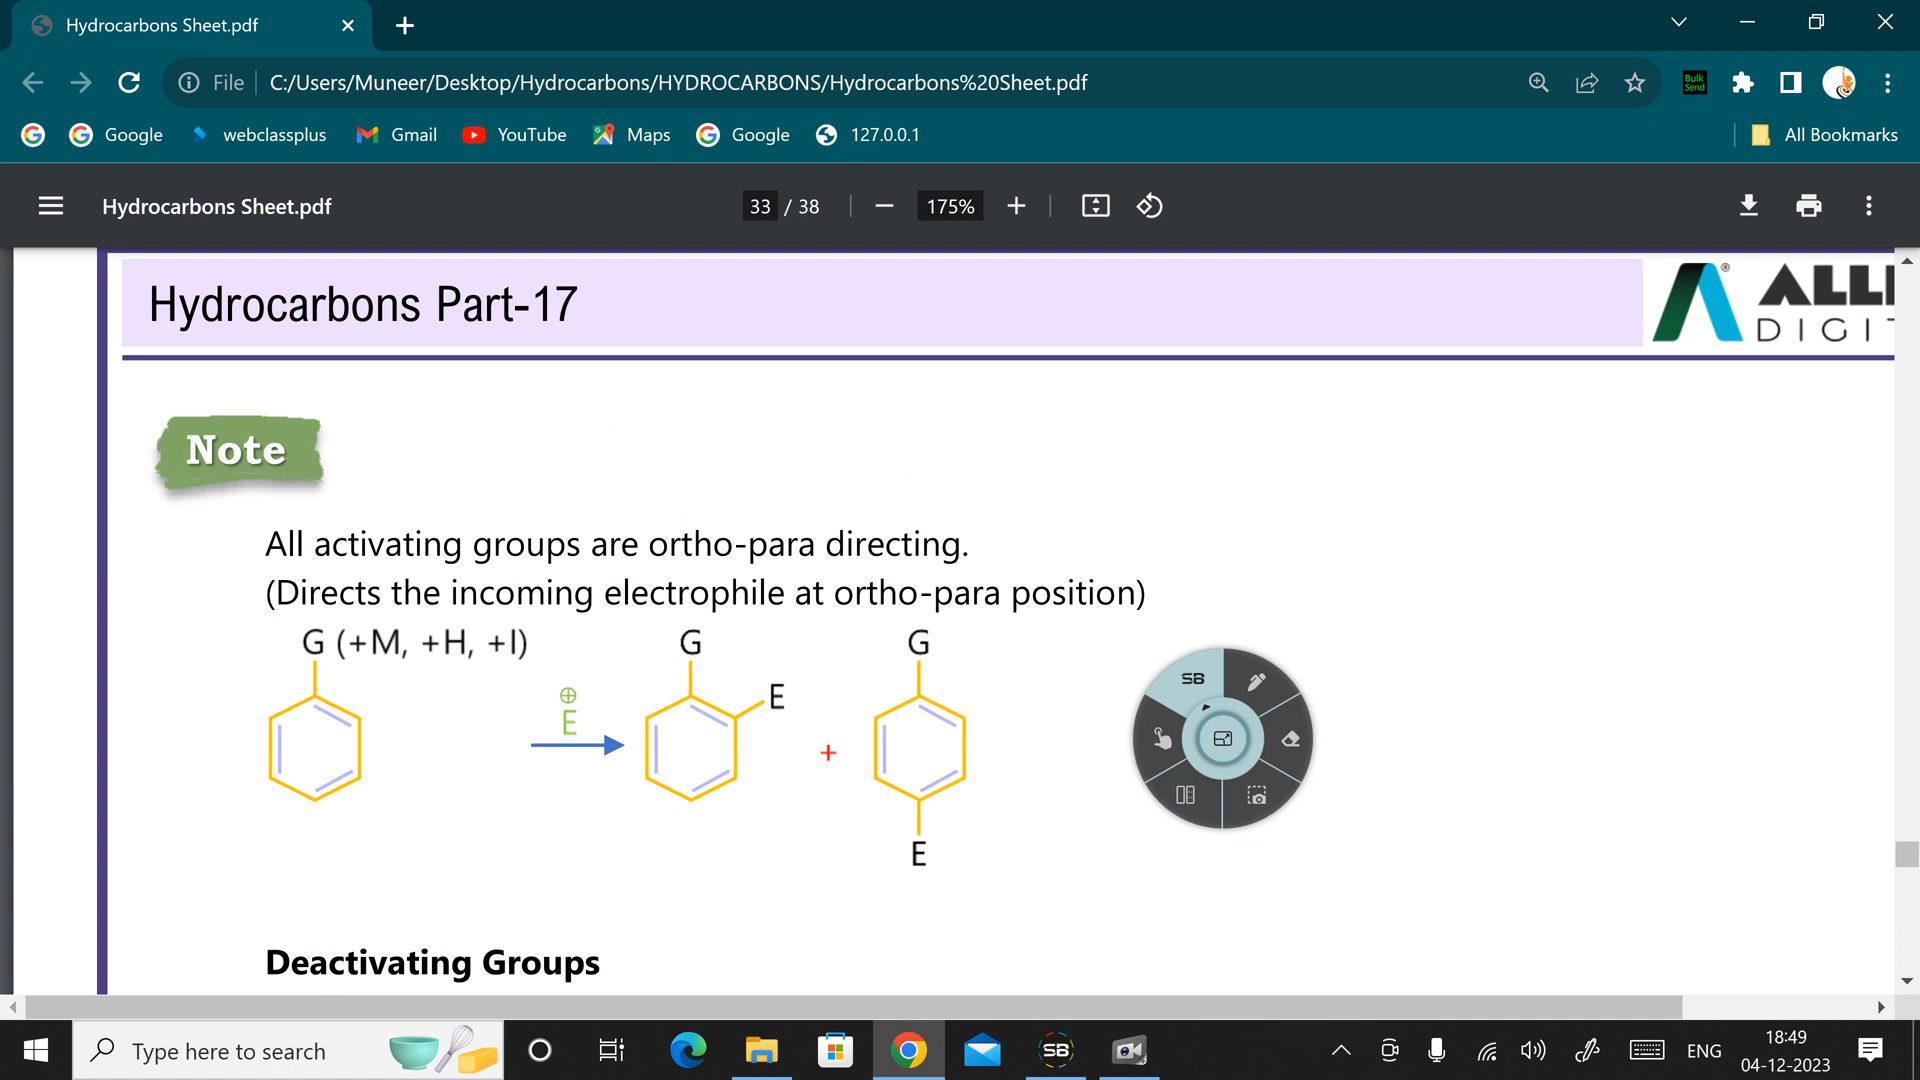 Hydrocarbons Sheet.pdf
File
C:/Users/Muneer/Desktop/Hydrocarbons/HYDROCARBONS/Hydrocarbons%20Sheet.pdf
Bulk
Send
Google
webclassplus
Gmail
YouTube
Maps
Google
127.0.0.1
All Bookmarks
Hydrocarbons Sheet.pdf
33 / 38
175%
Hydrocarbons Part-17
ALL
DIGI
Note
All activating groups are ortho-para directing.
(Directs the incoming electrophile at ortho-para position)
G (+M, +H, +I)
G
G
⊕
E
E
+
E
SB
Deactivating Groups
Type here to search
SB
ENG
18:49
04-12-2023